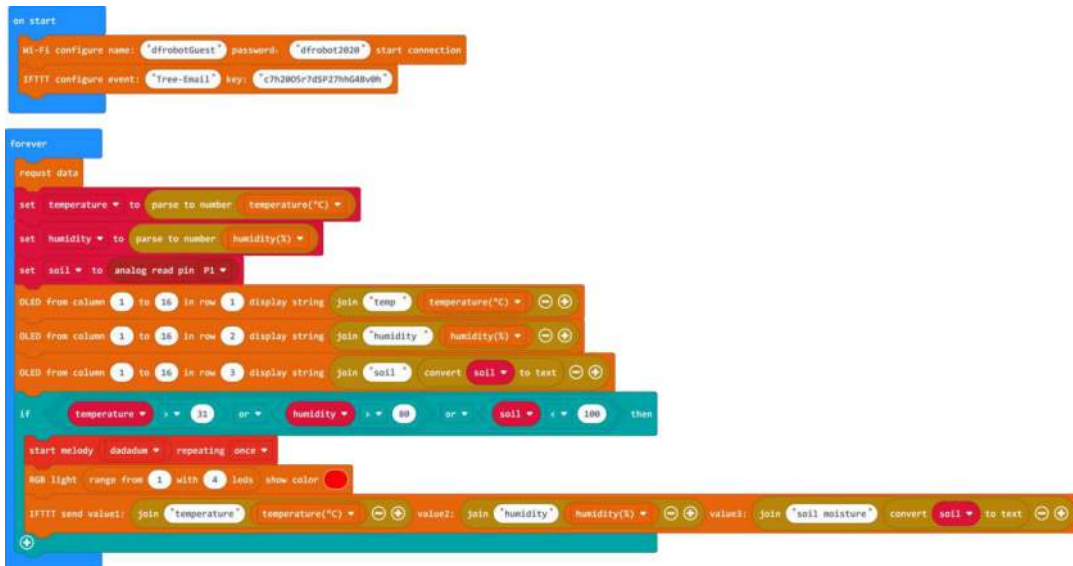 on start
Wi-Fi configure name: "dfrobotGuest" password: "dfrobot2020" start connection
IFTTT configure event: "Tree-Email" key: "c7h20OSr7dSP27hhG4Bv0h"
forever
requst data
set temperature to parse to number temperature(°C)
set humidity to parse to number humidity(%)
set soil to analog read pin P1
OLED from column 1 to 16 in row 1 display string join "temp " temperature(°C)
OLED from column 1 to 16 in row 2 display string join "humidity " humidity(%)
OLED from column 1 to 16 in row 3 display string join "soil " convert soil to text
if temperature > 31 or humidity > 80 or soil < 100 then
start melody dadadum repeating once
RGB light range from 1 with 4 leds show color
IFTTT send value1: join "temperature" temperature(°C) value2: join "humidity" humidity(%) value3: join "soil moisture" convert soil to text